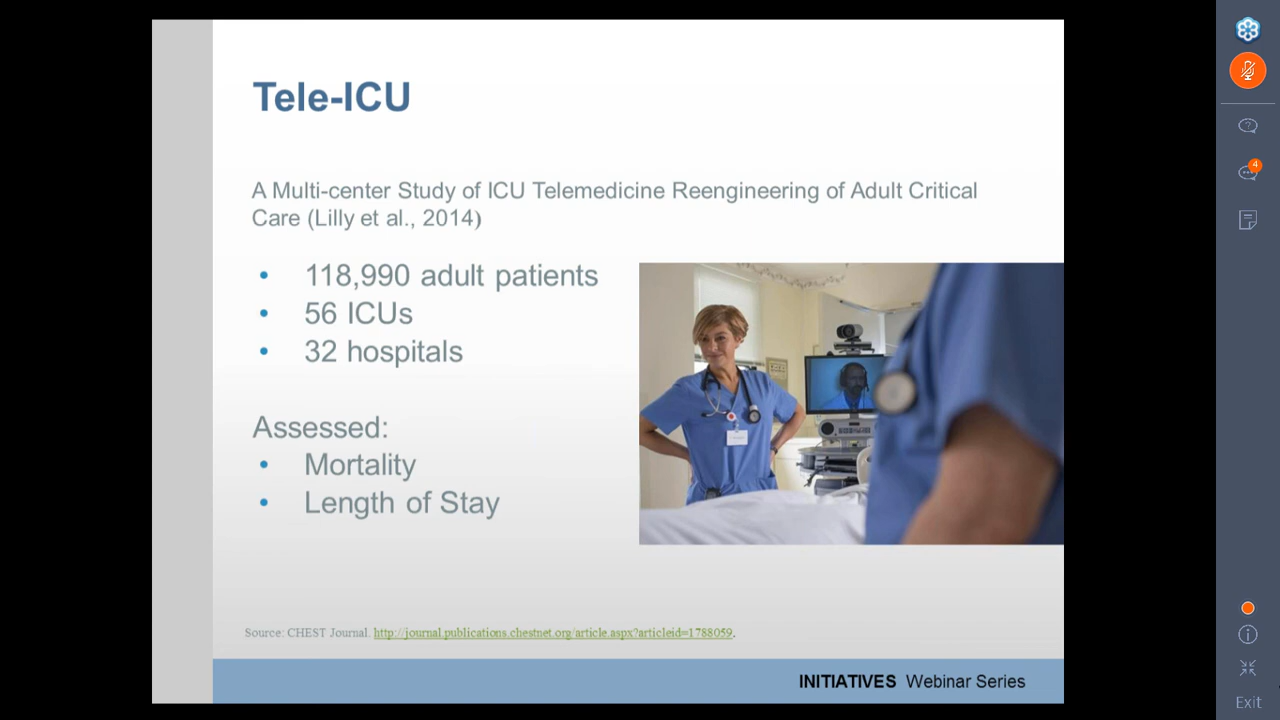 Tele-ICU
A Multi-center Study of ICU Telemedicine Reengineering of Adult Critical
Care (Lilly et al., 2014)
• 118,990 adult patients
• 56 ICUs
• 32 hospitals
Assessed:
• Mortality
• Length of Stay
Source: CHEST Journal. http://journal.publications.chestnet.org/article.aspx?articleid=1788059.
INITIATIVES Webinar Series
4
Exit